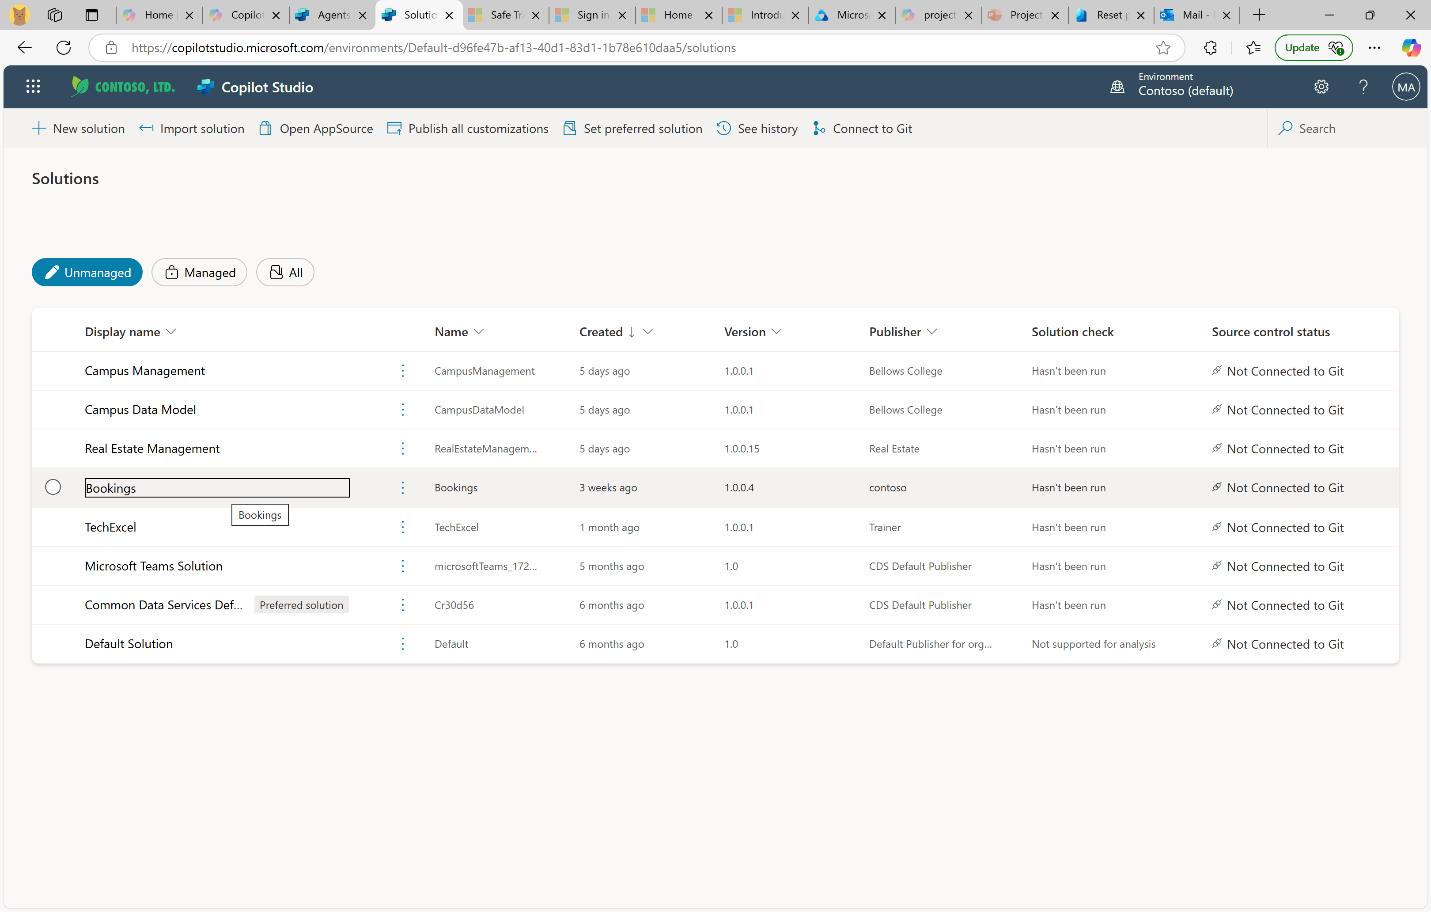 Home
Copilot
Agents
Solutio
Safe Tr
Sign in
Home
Introdu
Micros
project
Project
Reset p
Mail -
https://copilotstudio.microsoft.com/environments/Default-d96fe47b-af13-40d1-83d1-1b78e610daa5/solutions
Update
CONTOSO, LTD.
Copilot Studio
Environment
Contoso (default)
MA
New solution Import solution Open AppSource Publish all customizations Set preferred solution See history Connect to Git Search
Solutions
Unmanaged Managed All
Display name Name Created Version Publisher Solution check Source control status
Campus Management CampusManagement 5 days ago 1.0.0.1 Bellows College Hasn't been run Not Connected to Git
Campus Data Model CampusDataModel 5 days ago 1.0.0.1 Bellows College Hasn't been run Not Connected to Git
Real Estate Management RealEstateManagem... 5 days ago 1.0.0.15 Real Estate Hasn't been run Not Connected to Git
Bookings Bookings 3 weeks ago 1.0.0.4 contoso Hasn't been run Not Connected to Git
Bookings
TechExcel TechExcel 1 month ago 1.0.0.1 Trainer Hasn't been run Not Connected to Git
Microsoft Teams Solution microsoftTeams_172... 5 months ago 1.0 CDS Default Publisher Hasn't been run Not Connected to Git
Common Data Services Def... Preferred solution Cr30d56 6 months ago 1.0.0.1 CDS Default Publisher Hasn't been run Not Connected to Git
Default Solution Default 6 months ago 1.0 Default Publisher for org... Not supported for analysis Not Connected to Git